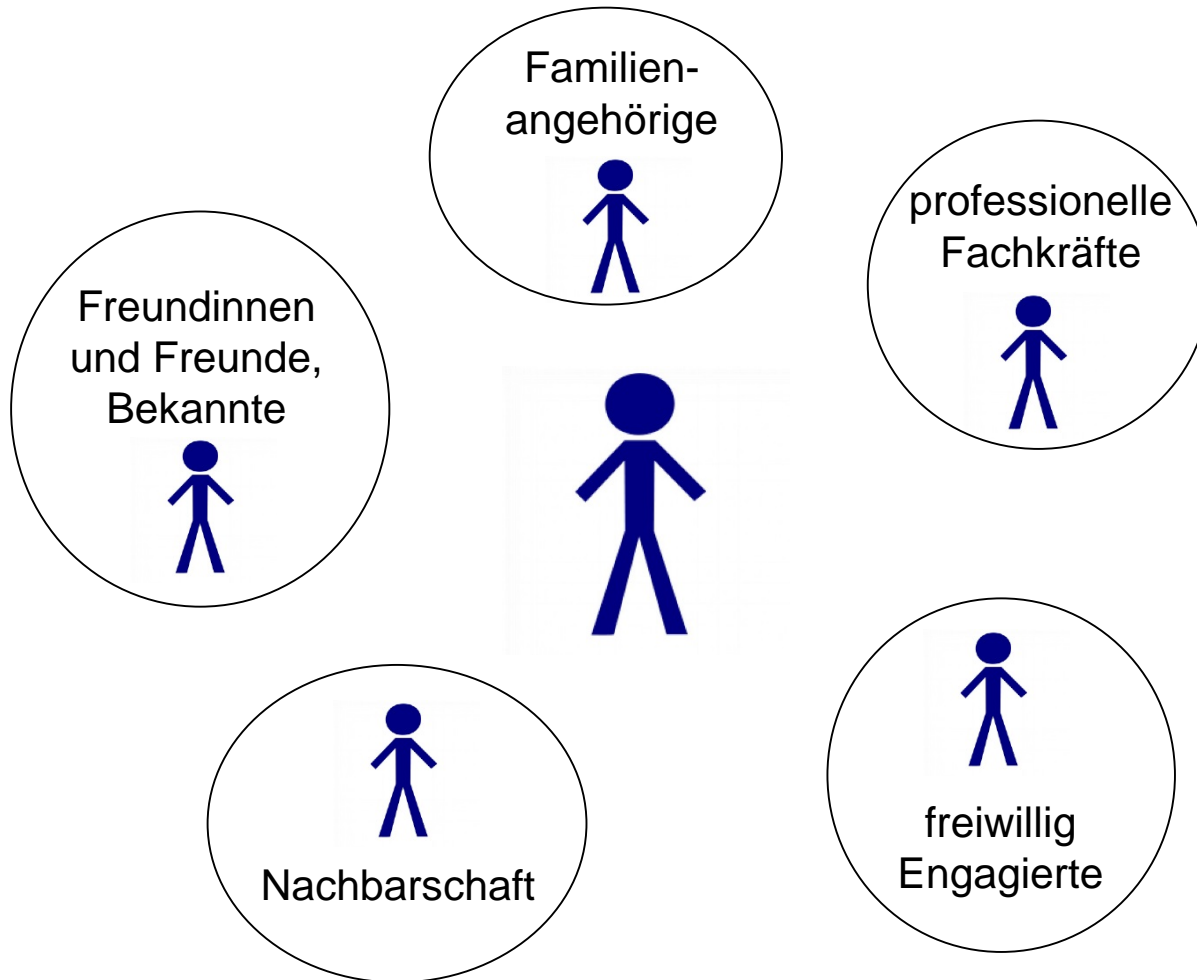 Familien-
angehörige
professionelle
Fachkräfte
Freundinnen
und Freunde,
Bekannte
freiwillig
Engagierte
Nachbarschaft